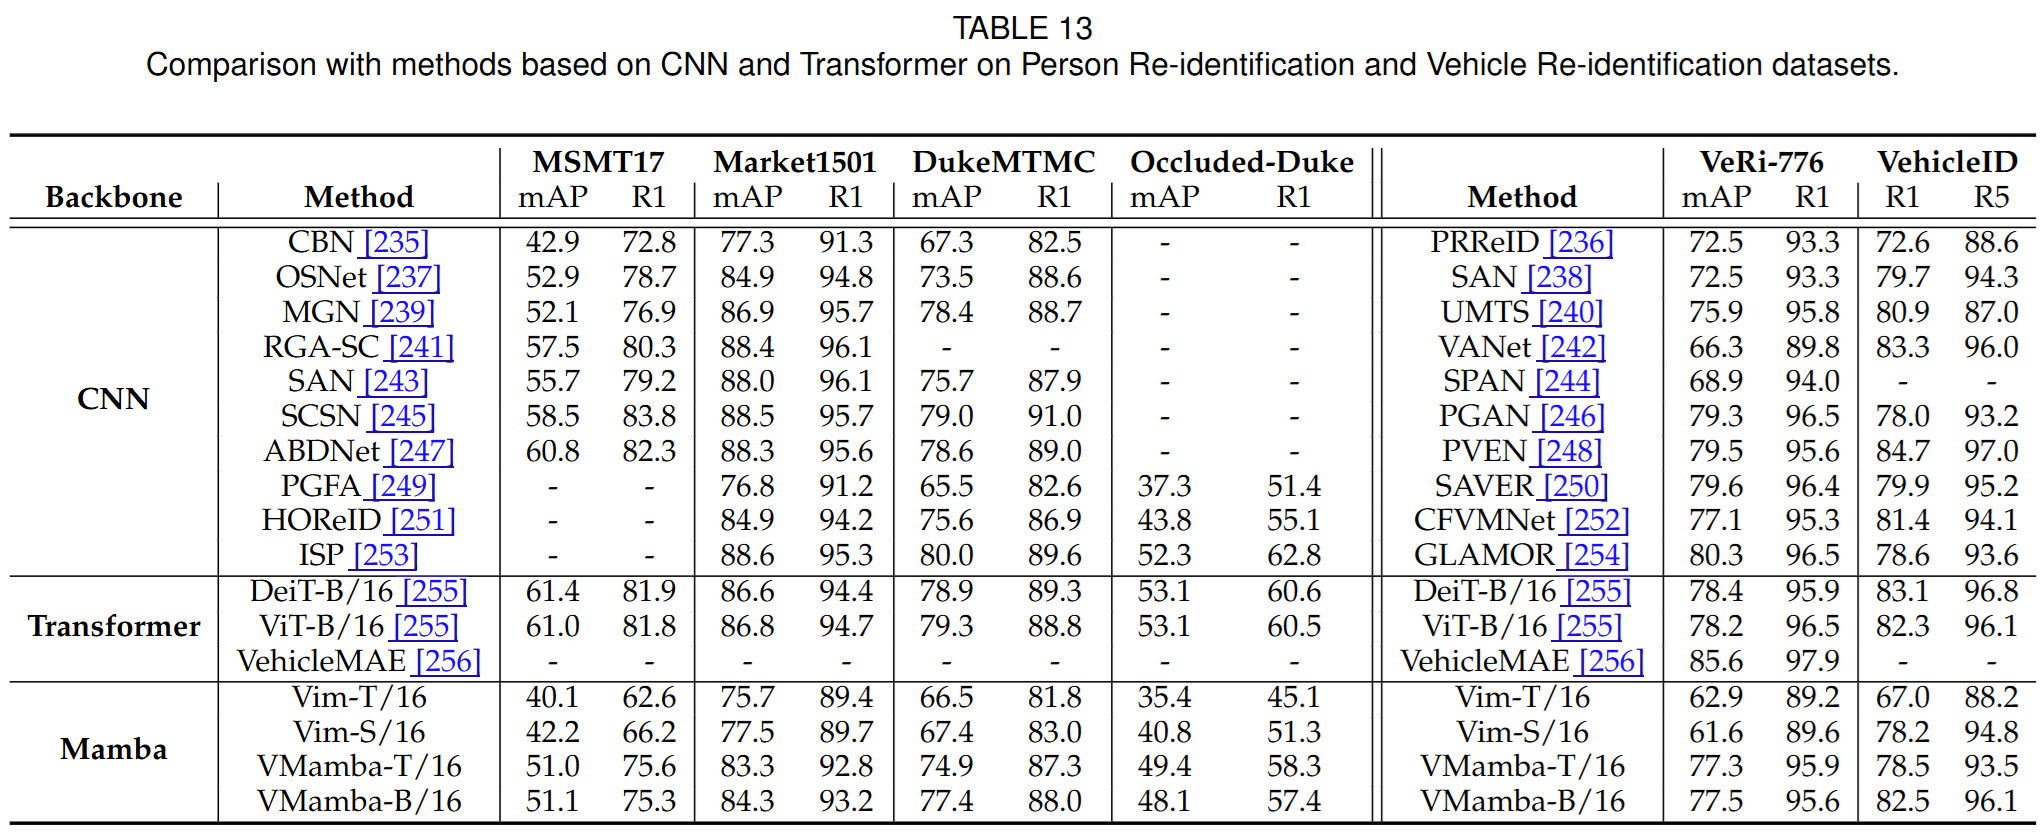 TABLE 13
Comparison with methods based on CNN and Transformer on Person Re-identification and Vehicle Re-identification datasets.
MSMT17 Market1501 DukeMTMC Occluded-Duke VeRi-776 VehicleID
Backbone Method mAP R1 mAP R1 mAP R1 mAP R1 Method mAP R1 R1 R5
CBN [235] 42.9 72.8 77.3 91.3 67.3 82.5 - - PRReID [236] 72.5 93.3 72.6 88.6
OSNet [237] 52.9 78.7 84.9 94.8 73.5 88.6 - - SAN [238] 72.5 93.3 79.7 94.3
MGN [239] 52.1 76.9 86.9 95.7 78.4 88.7 - - UMTS [240] 75.9 95.8 80.9 87.0
RGA-SC [241] 57.5 80.3 88.4 96.1 - - - - VANet [242] 66.3 89.8 83.3 96.0
CNN SAN [243] 55.7 79.2 88.0 96.1 75.7 87.9 - - SPAN [244] 68.9 94.0 - -
SCSN [245] 58.5 83.8 88.5 95.7 79.0 91.0 - - PGAN [246] 79.3 96.5 78.0 93.2
ABDNet [247] 60.8 82.3 88.3 95.6 78.6 89.0 - - PVEN [248] 79.5 95.6 84.7 97.0
PGFA [249] - - 76.8 91.2 65.5 82.6 37.3 51.4 SAVER [250] 79.6 96.4 79.9 95.2
HOReID [251] - - 84.9 94.2 75.6 86.9 43.8 55.1 CFVMNet [252] 77.1 95.3 81.4 94.1
ISP [253] - - 88.6 95.3 80.0 89.6 52.3 62.8 GLAMOR [254] 80.3 96.5 78.6 93.6
DeiT-B/16 [255] 61.4 81.9 86.6 94.4 78.9 89.3 53.1 60.6 DeiT-B/16 [255] 78.4 95.9 83.1 96.8
Transformer ViT-B/16 [255] 61.0 81.8 86.8 94.7 79.3 88.8 53.1 60.5 ViT-B/16 [255] 78.2 96.5 82.3 96.1
VehicleMAE [256] - - - - - - - - VehicleMAE [256] 85.6 97.9 - -
Vim-T/16 40.1 62.6 75.7 89.4 66.5 81.8 35.4 45.1 Vim-T/16 62.9 89.2 67.0 88.2
Mamba Vim-S/16 42.2 66.2 77.5 89.7 67.4 83.0 40.8 51.3 Vim-S/16 61.6 89.6 78.2 94.8
VMamba-T/16 51.0 75.6 83.3 92.8 74.9 87.3 49.4 58.3 VMamba-T/16 77.3 95.9 78.5 93.5
VMamba-B/16 51.1 75.3 84.3 93.2 77.4 88.0 48.1 57.4 VMamba-B/16 77.5 95.6 82.5 96.1